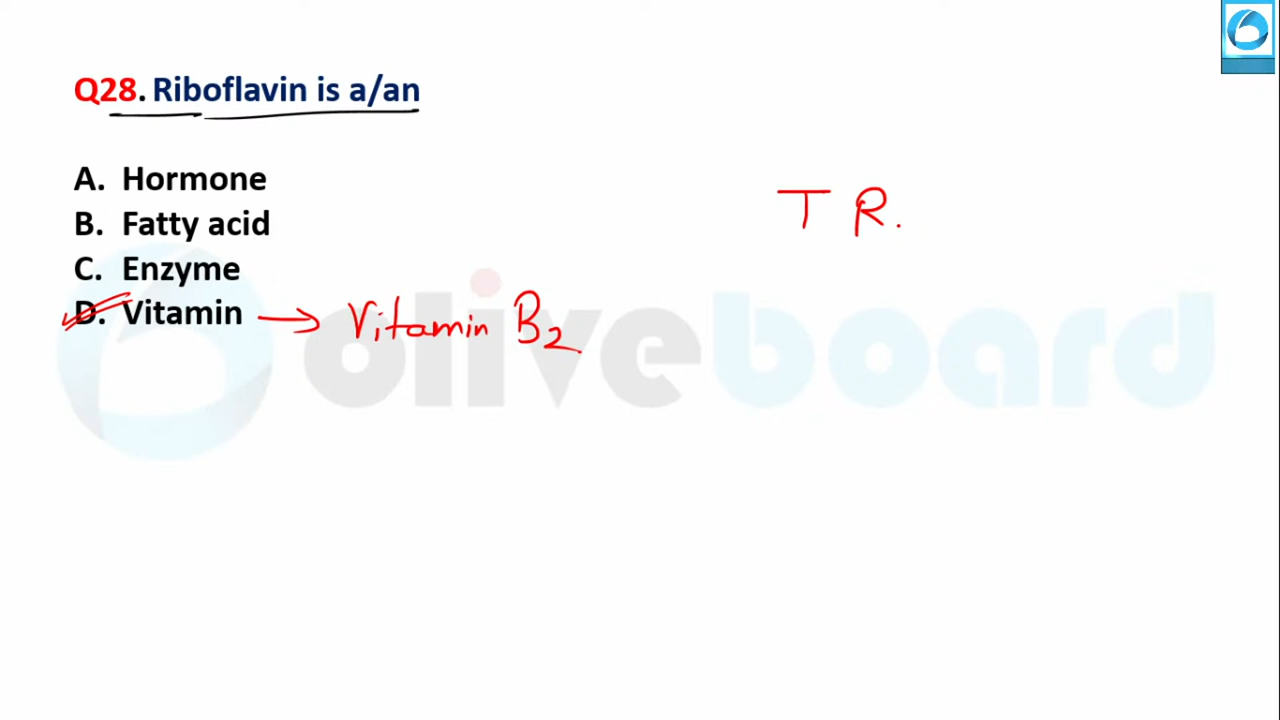 Q28. Riboflavin is a/an
A. Hormone
T R.
B. Fatty acid
C. Enzyme
D. Vitamin → Vitamin B2
oliveboard